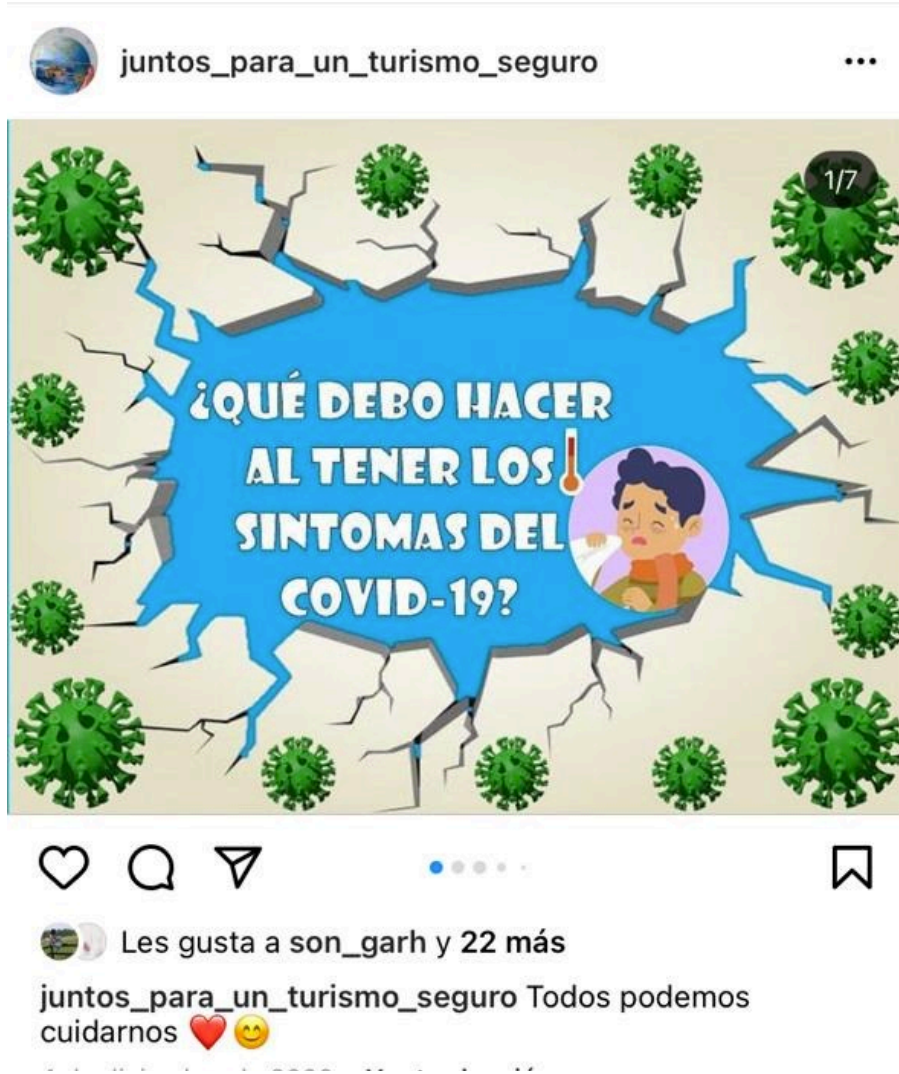 juntos_para_un_turismo_seguro
1/7
¿QUÉ DEBO HACER
AL TENER LOS
SINTOMAS DEL
COVID-19?
Les gusta a son_garh y 22 más
juntos_para_un_turismo_seguro Todos podemos
cuidarnos ❤️😊